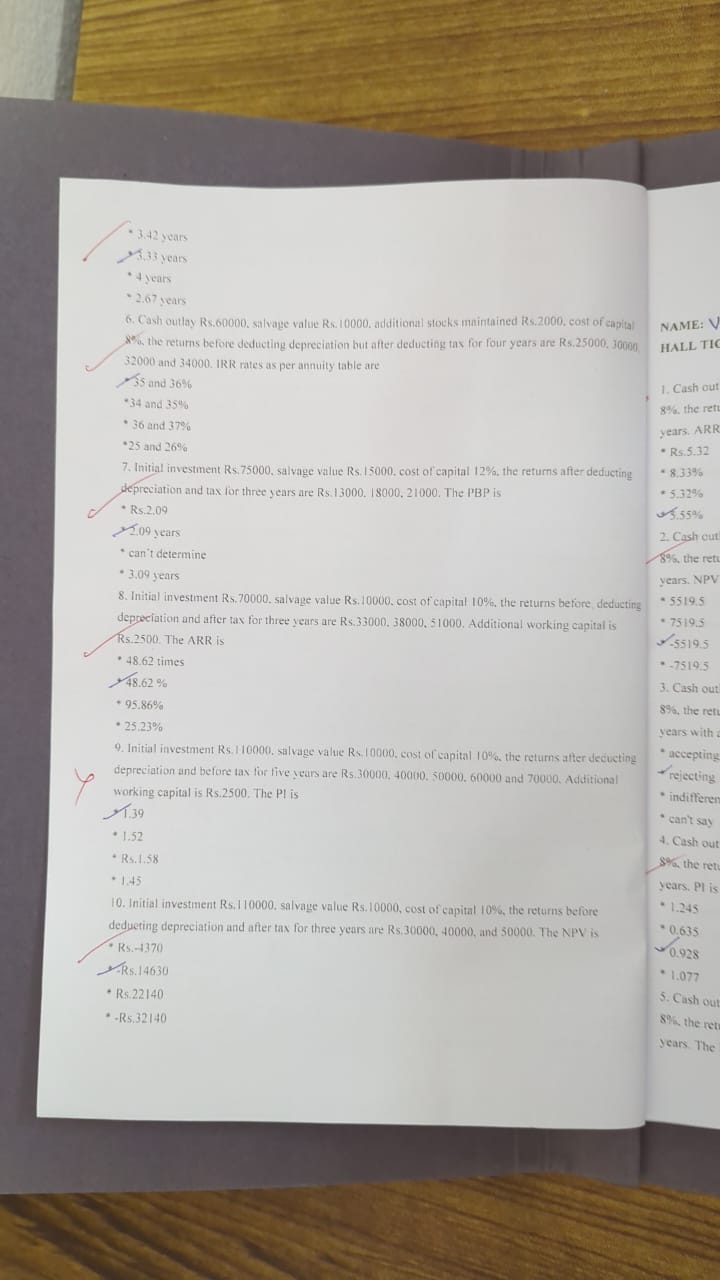 * 3.42 years
* 3.33 years
* 4 years
* 2.67 years
6. Cash outlay Rs.60000, salvage value Rs.10000, additional stocks maintained Rs.2000, cost of capital
8%, the returns before deducting depreciation but after deducting tax for four years are Rs.25000, 30000,
32000 and 34000. IRR rates as per annuity table are
* 35 and 36%
*34 and 35%
* 36 and 37%
*25 and 26%
7. Initial investment Rs.75000, salvage value Rs.15000, cost of capital 12%, the returns after deducting
depreciation and tax for three years are Rs.13000, 18000, 21000. The PBP is
* Rs.2.09
* 2.09 years
* can't determine
* 3.09 years
8. Initial investment Rs.70000, salvage value Rs.10000, cost of capital 10%, the returns before deducting
depreciation and after tax for three years are Rs.33000, 38000, 51000. Additional working capital is
Rs.2500. The ARR is
* 48.62 times
* 48.62 %
* 95.86%
* 25.23%
9. Initial investment Rs.110000, salvage value Rs.10000, cost of capital 10%, the returns after deducting
depreciation and before tax for five years are Rs.30000, 40000, 50000, 60000 and 70000. Additional
working capital is Rs.2500. The PI is
* 1.39
* 1.52
* Rs.1.58
* 1.45
10. Initial investment Rs.110000, salvage value Rs.10000, cost of capital 10%, the returns before
deducting depreciation and after tax for three years are Rs.30000, 40000, and 50000. The NPV is
* Rs.-4370
* -Rs.14630
* Rs.22140
* -Rs.32140
NAME: V
HALL TIC
1. Cash out
8%, the retu
years. ARR
* Rs.5.32
* 8.33%
* 5.32%
* 5.55%
2. Cash outl
8%, the retu
years. NPV
* 5519.5
* 7519.5
* -5519.5
* -7519.5
3. Cash outl
8%, the retu
years with a
* accepting
* rejecting
* indifferen
* can't say
4. Cash out
8%, the retu
years. PI is
* 1.245
* 0.635
* 0.928
* 1.077
5. Cash out
8%, the retu
years. The